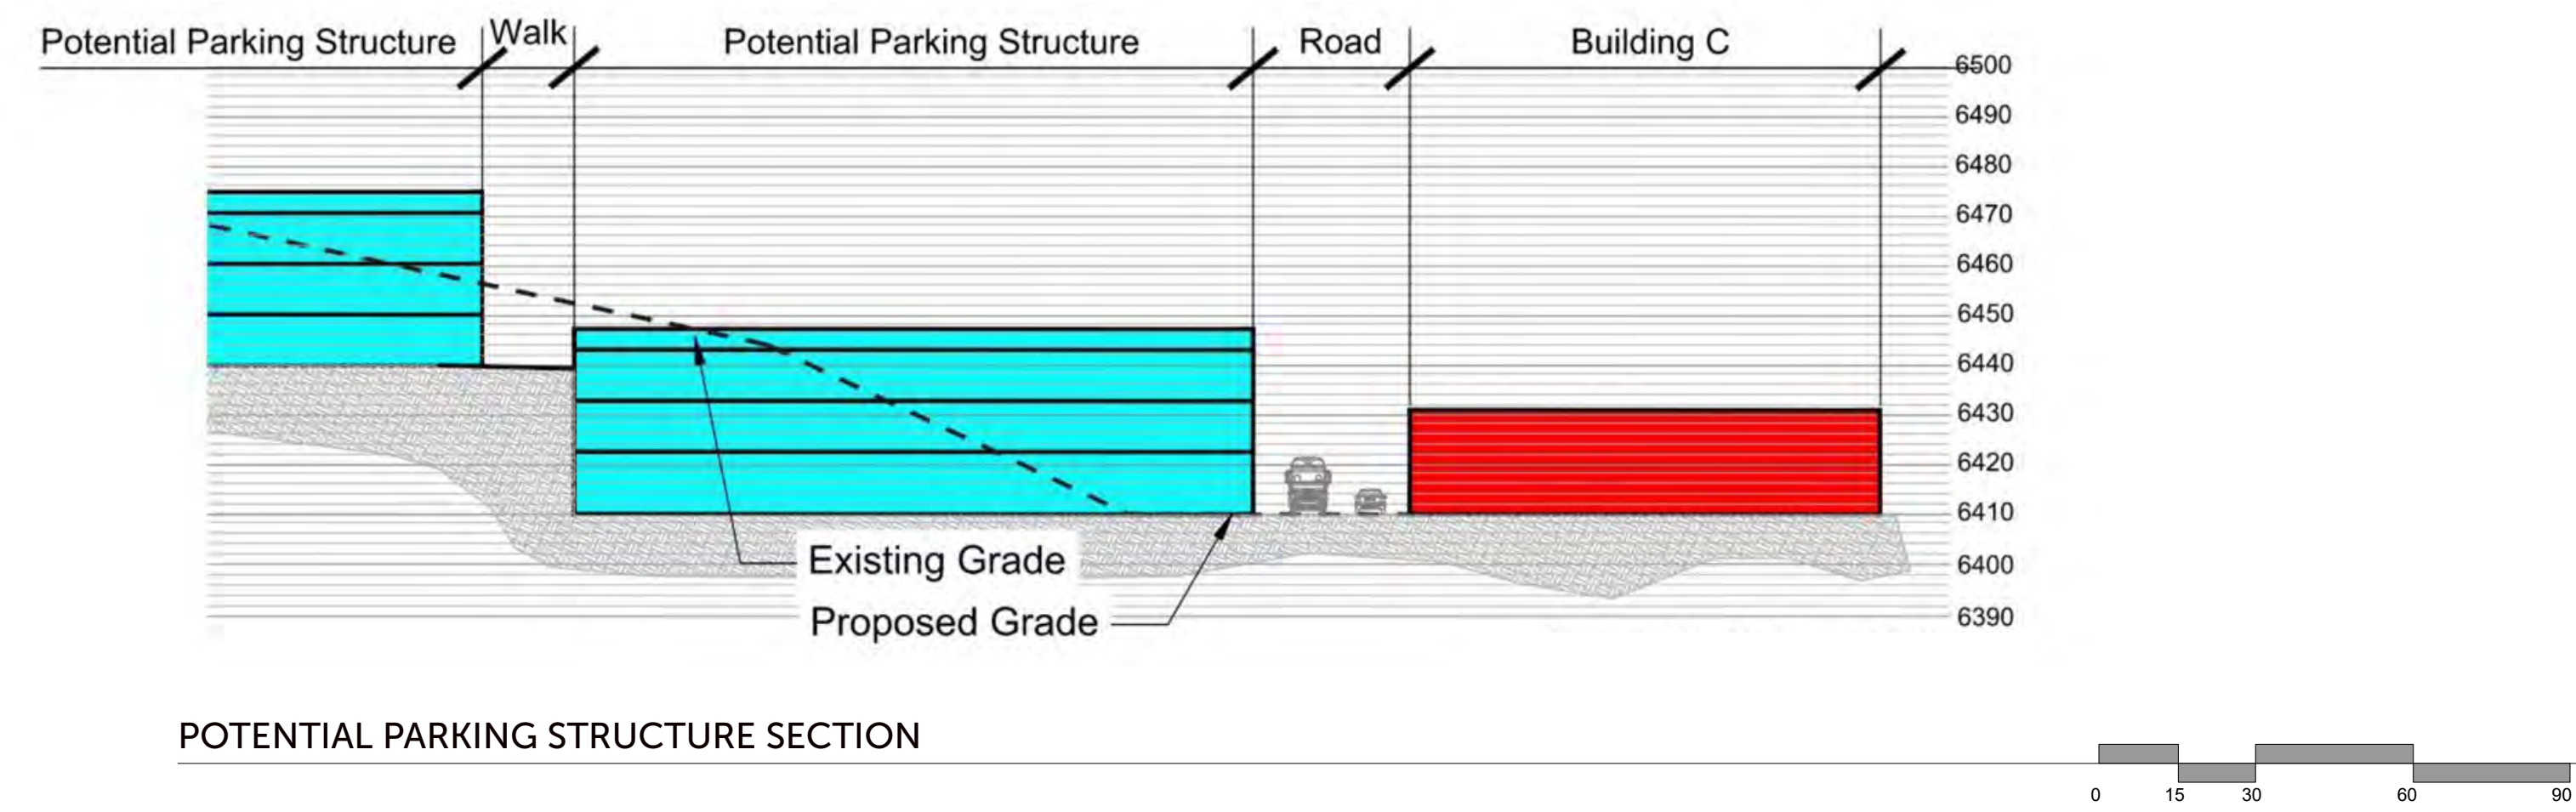 Potential Parking Structure Walk Potential Parking Structure Road Building C
6500
6490
6480
6470
6460
6450
6440
6430
6420
6410
6400
6390
Existing Grade
Proposed Grade
POTENTIAL PARKING STRUCTURE SECTION
0 15 30 60 90